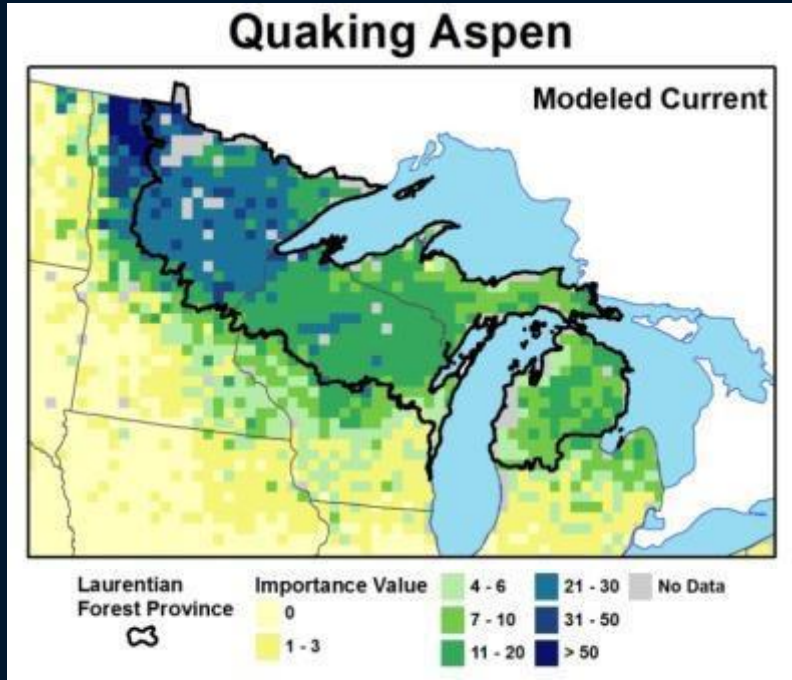 Quaking Aspen
Modeled Current
Laurentian
Forest Province
Importance Value
0
1 - 3
4 - 6
7 - 10
11 - 20
21 - 30
31 - 50
> 50
No Data